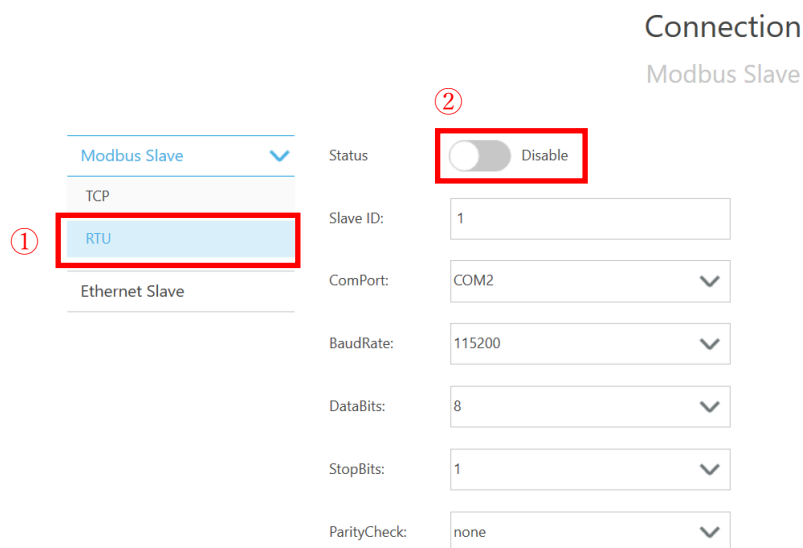 Connection
Modbus Slave
②
Modbus Slave
Status
Disable
TCP
Slave ID:
1
①
RTU
ComPort:
COM2
Ethernet Slave
BaudRate:
115200
DataBits:
8
StopBits:
1
ParityCheck:
none